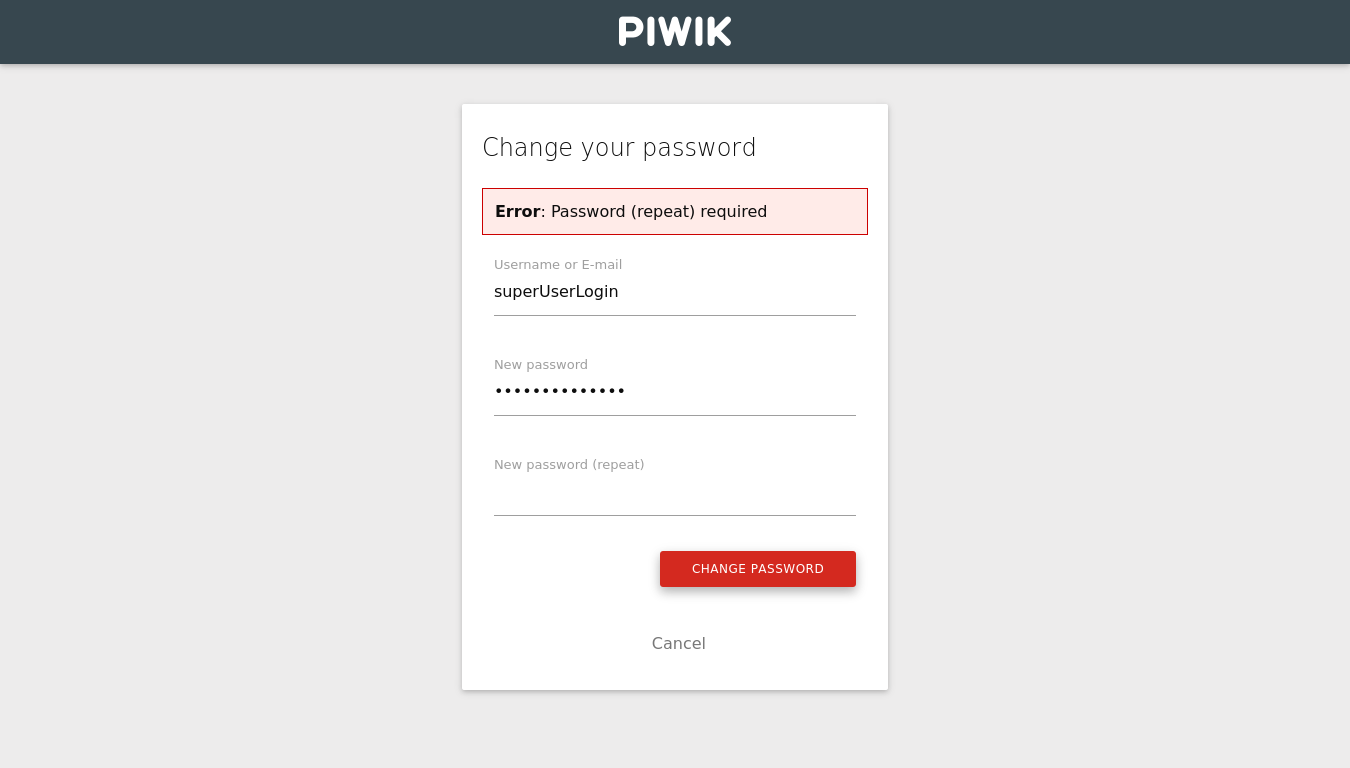 PIWIK
Change your password
Error: Password (repeat) required
Username or E-mail
superUserLogin
New password
••••••••••••••
New password (repeat)
CHANGE PASSWORD
Cancel